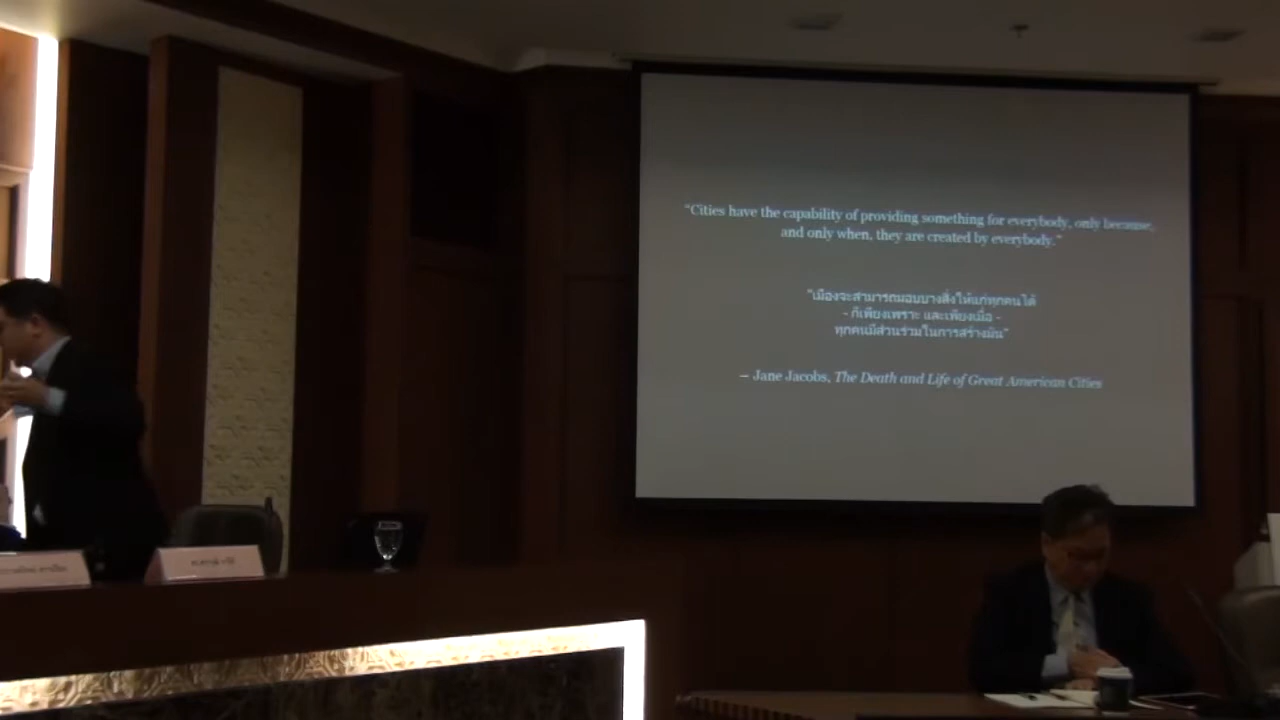 “Cities have the capability of providing something for everybody, only because,
and only when, they are created by everybody.”
“เมืองจะสามารถมอบบางสิ่งให้แก่ทุกคนได้
- ก็เพียงเพราะ และเพียงเมื่อ -
ทุกคนมีส่วนร่วมในการสร้างมัน”
– Jane Jacobs, The Death and Life of Great American Cities